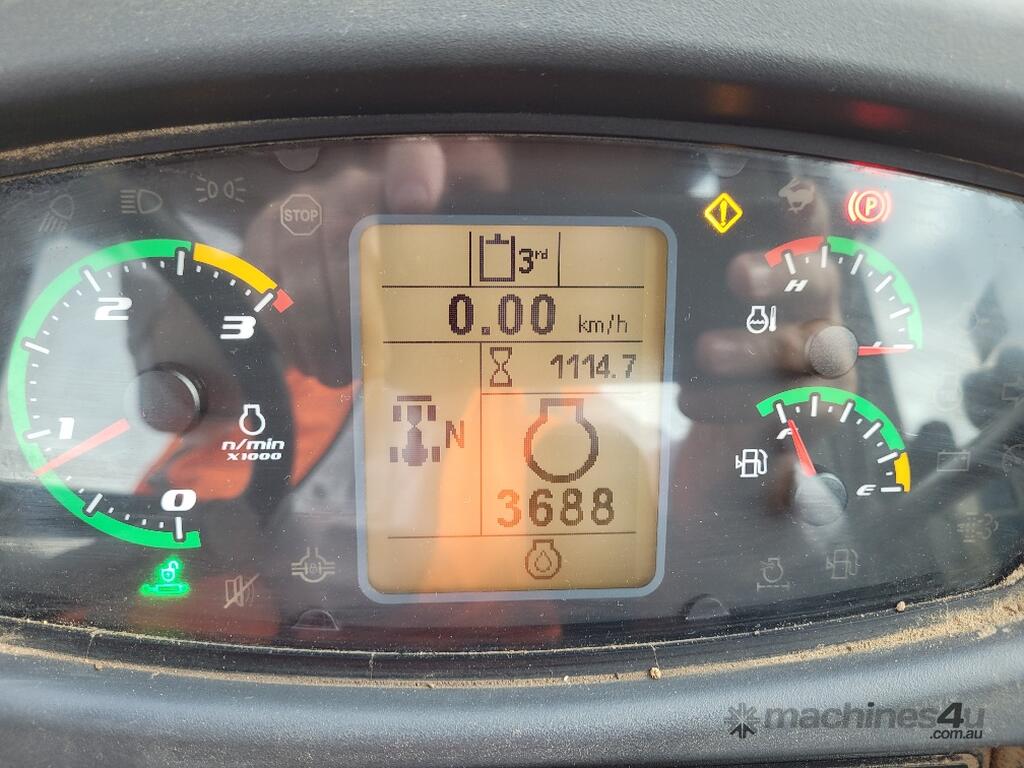 STOP
P
3rd
0.00 km/h
1114.7
N
3688
0
1
2
3
n/min
X1000
H
F
E
machines4u
.com.au